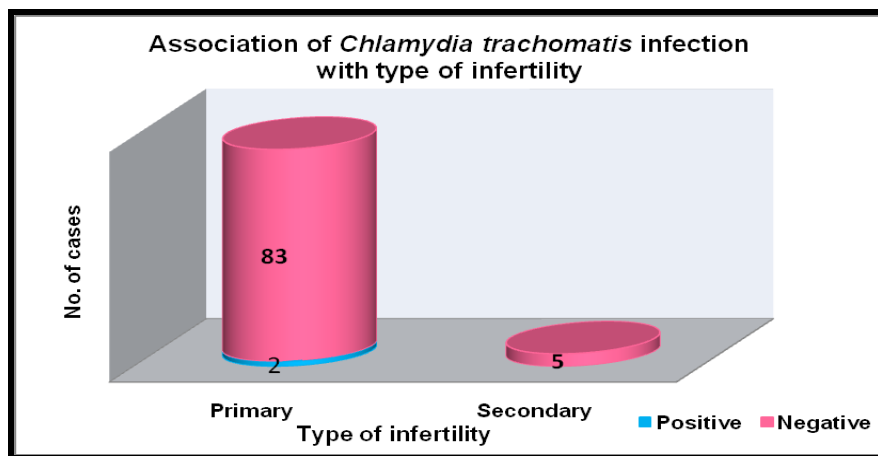 Association of Chlamydia trachomatis infection
with type of infertility
No. of cases
83
2
5
Primary
Secondary
Type of infertility
Positive
Negative